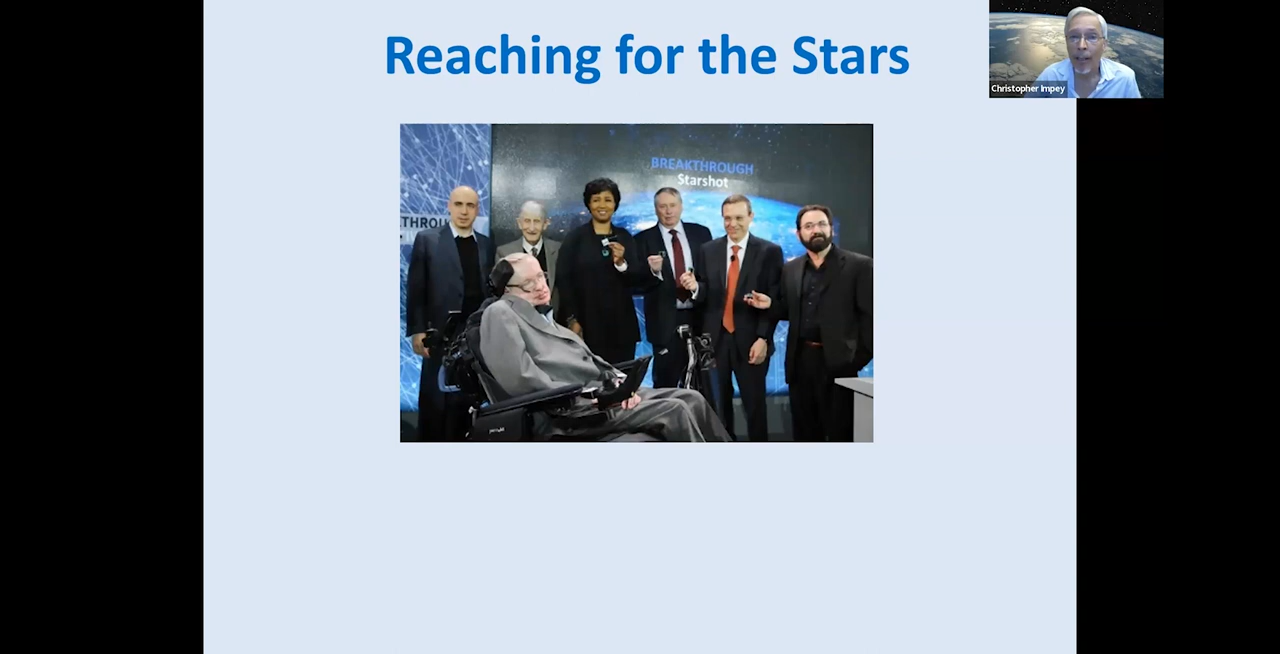 Reaching for the Stars
Christopher Impey
BREAKTHROUGH
Starshot
THROU